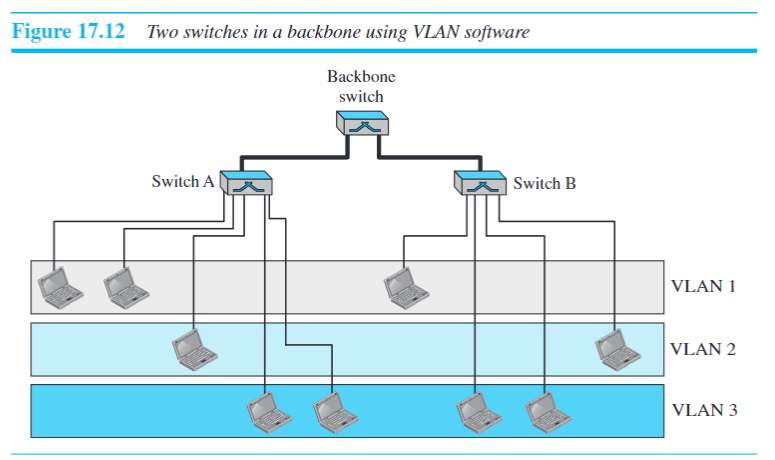 Figure 17.12 Two switches in a backbone using VLAN software
Backbone
switch
Switch A
Switch B
VLAN 1
VLAN 2
VLAN 3